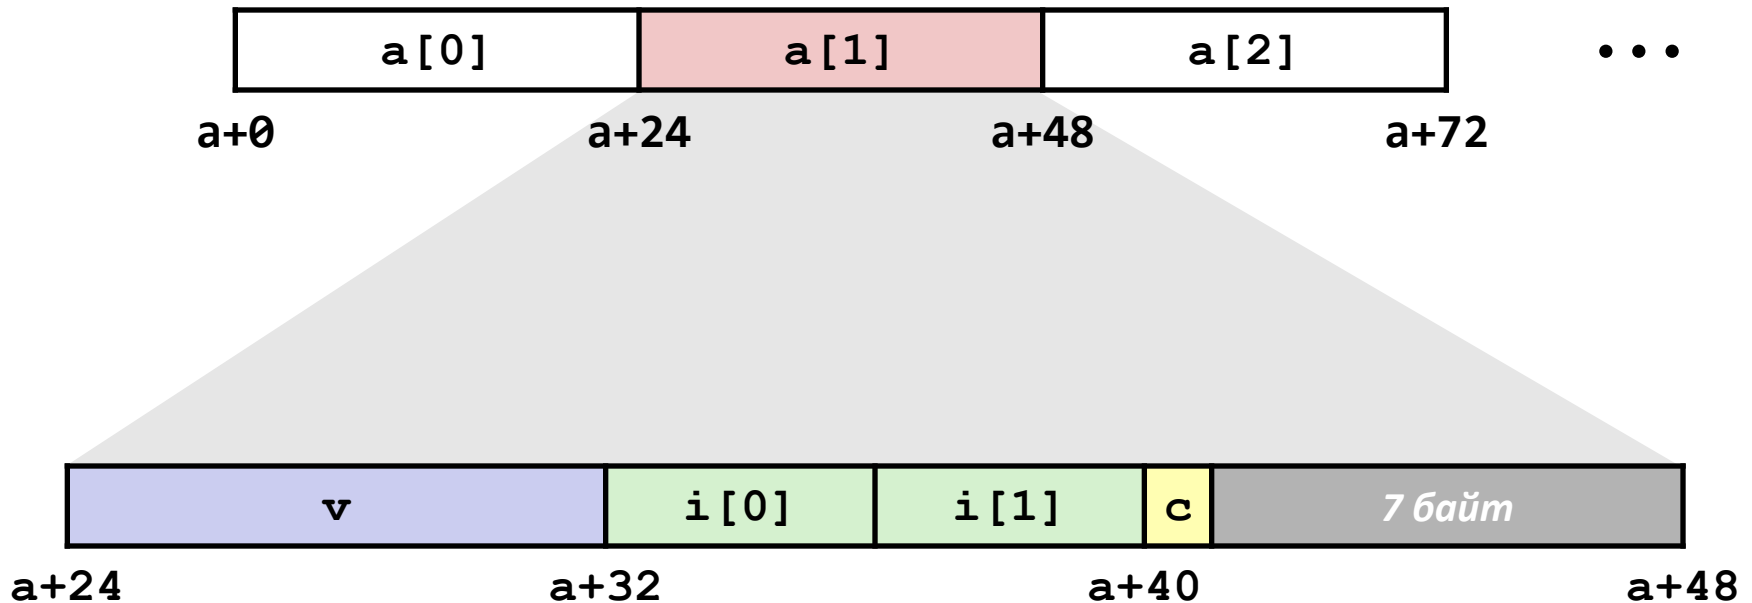 a[0] a[1] a[2] • • •
a+0 a+24 a+48 a+72
v i[0] i[1] c 7 байт
a+24 a+32 a+40 a+48